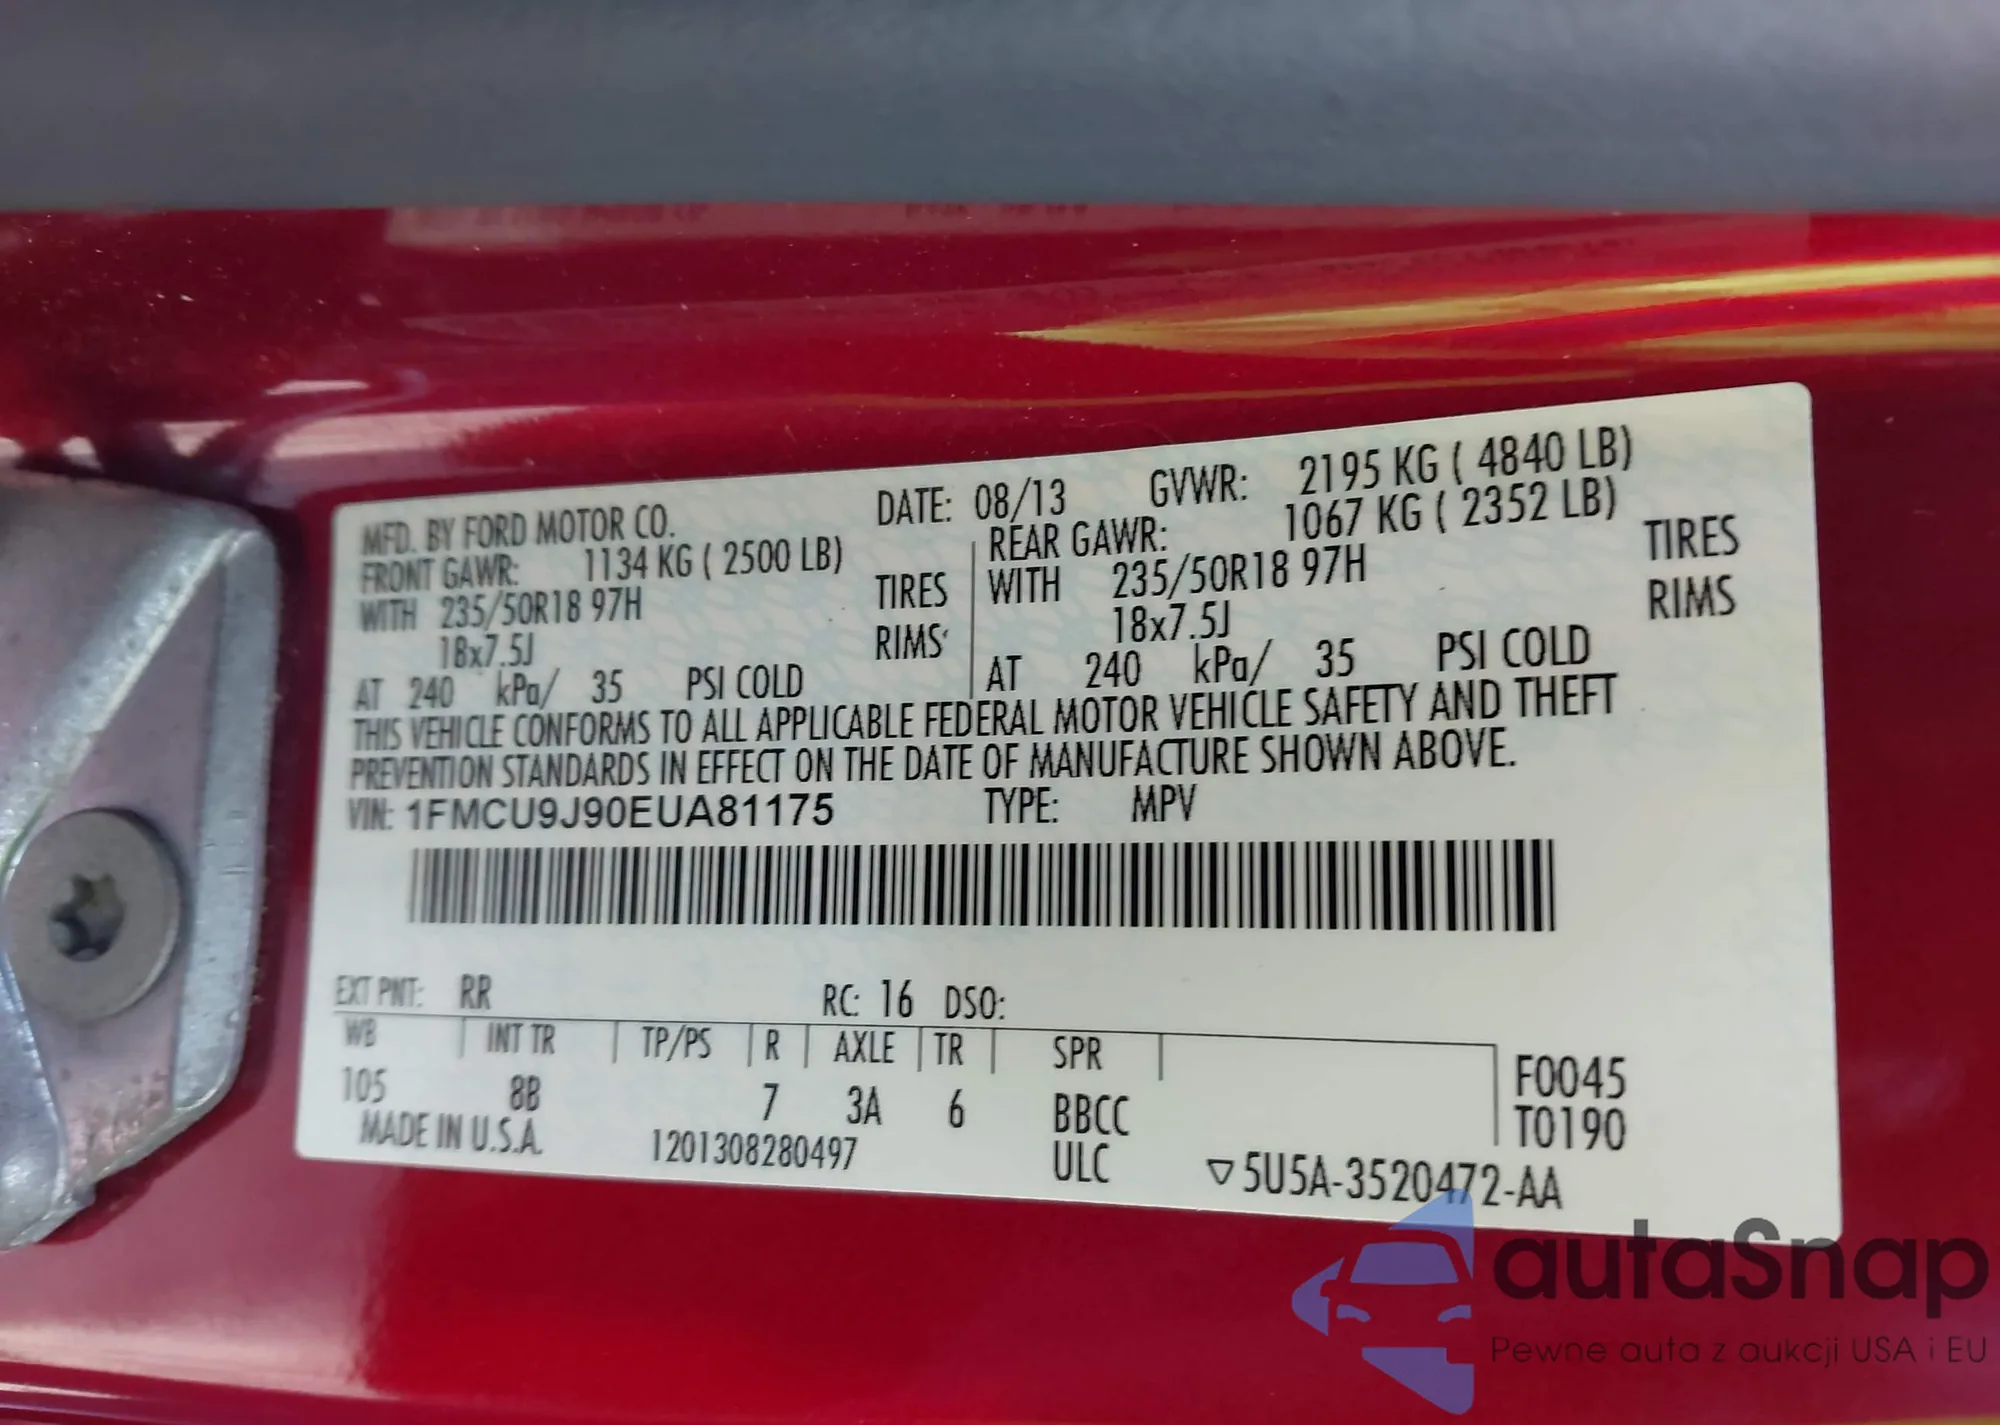 MFD. BY FORD MOTOR CO. DATE: 08/13 GVWR: 2195 KG ( 4840 LB)
FRONT GAWR: 1134 KG ( 2500 LB) REAR GAWR: 1067 KG ( 2352 LB)
WITH 235/50R18 97H TIRES WITH 235/50R18 97H TIRES
18x7.5J RIMS 18x7.5J RIMS
AT 240 kPa/ 35 PSI COLD AT 240 kPa/ 35 PSI COLD
THIS VEHICLE CONFORMS TO ALL APPLICABLE FEDERAL MOTOR VEHICLE SAFETY AND THEFT
PREVENTION STANDARDS IN EFFECT ON THE DATE OF MANUFACTURE SHOWN ABOVE.
VIN: 1FMCU9J90EUA81175 TYPE: MPV
EXT PNT: RR RC: 16 DSO:
WB INT TR TP/PS R AXLE TR SPR F0045
105 8B 7 3A 6 BBCC T0190
MADE IN U.S.A. 1201308280497 ULC ▽5U5A-3520472-AA
autaSnap
Pewne auta z aukcji USA i EU